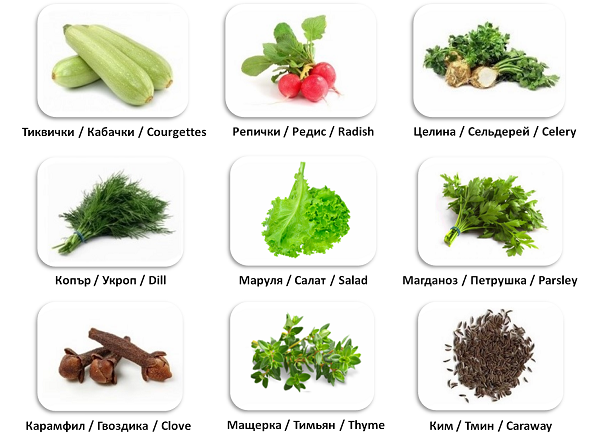 Тиквички / Кабачки / Courgettes
Репички / Редис / Radish
Целина / Сельдерей / Celery
Копър / Укроп / Dill
Маруля / Салат / Salad
Магданоз / Петрушка / Parsley
Карамфил / Гвоздика / Clove
Мащерка / Тимьян / Thyme
Ким / Тмин / Caraway